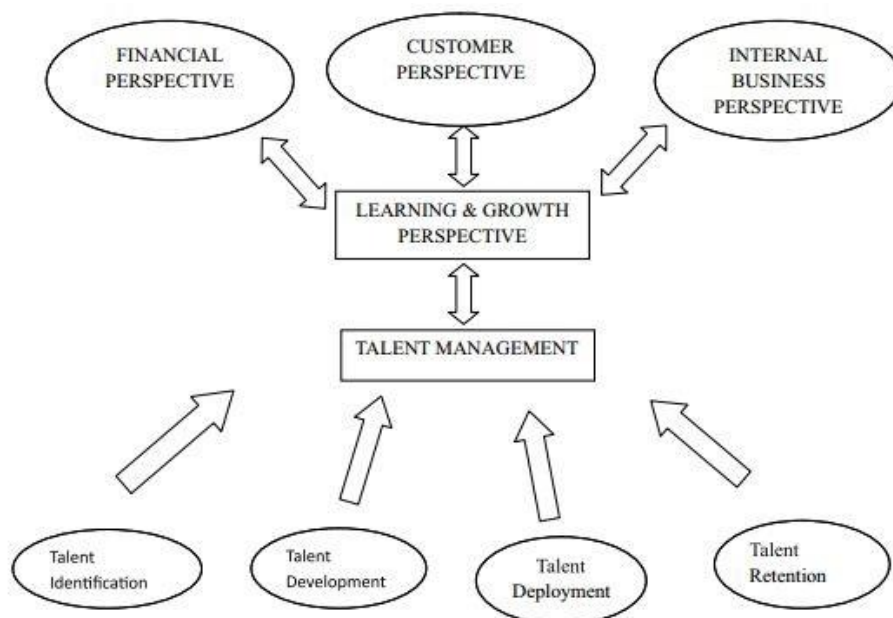 FINANCIAL
PERSPECTIVE
CUSTOMER
PERSPECTIVE
INTERNAL
BUSINESS
PERSPECTIVE
LEARNING & GROWTH
PERSPECTIVE
TALENT MANAGEMENT
Talent
Identification
Talent
Development
Talent
Deployment
Talent
Retention